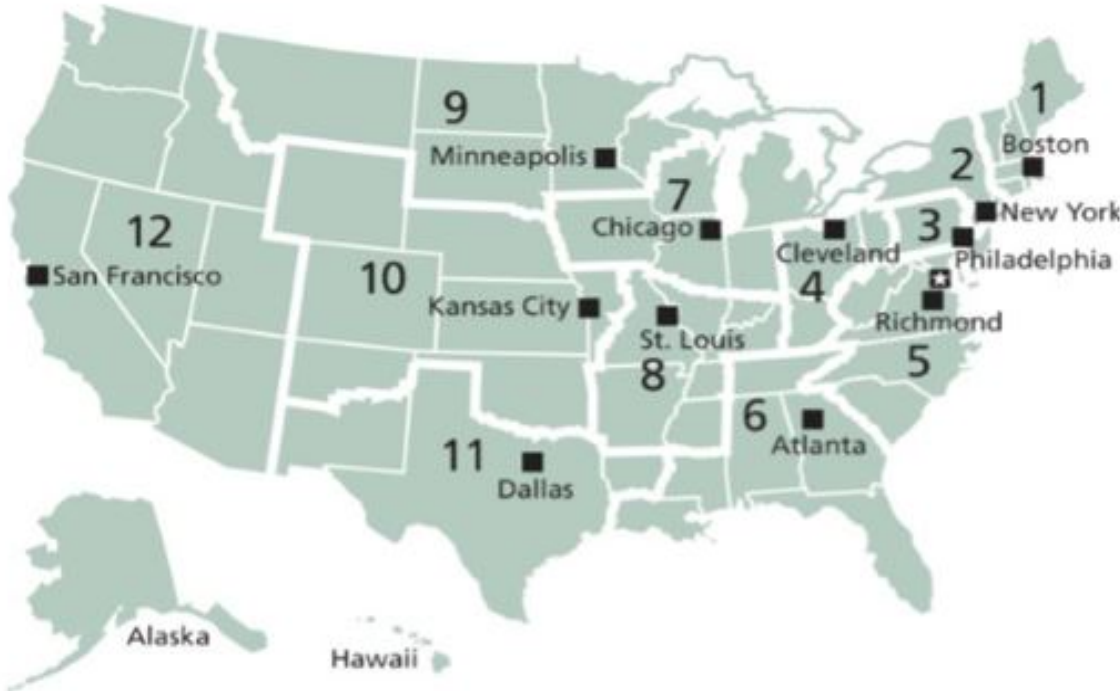 1
Boston
9
Minneapolis
2
7
Chicago
New York
3
Philadelphia
Cleveland
12
San Francisco
10
4
Kansas City
Richmond
St. Louis
5
8
6
Atlanta
11
Dallas
Alaska
Hawaii